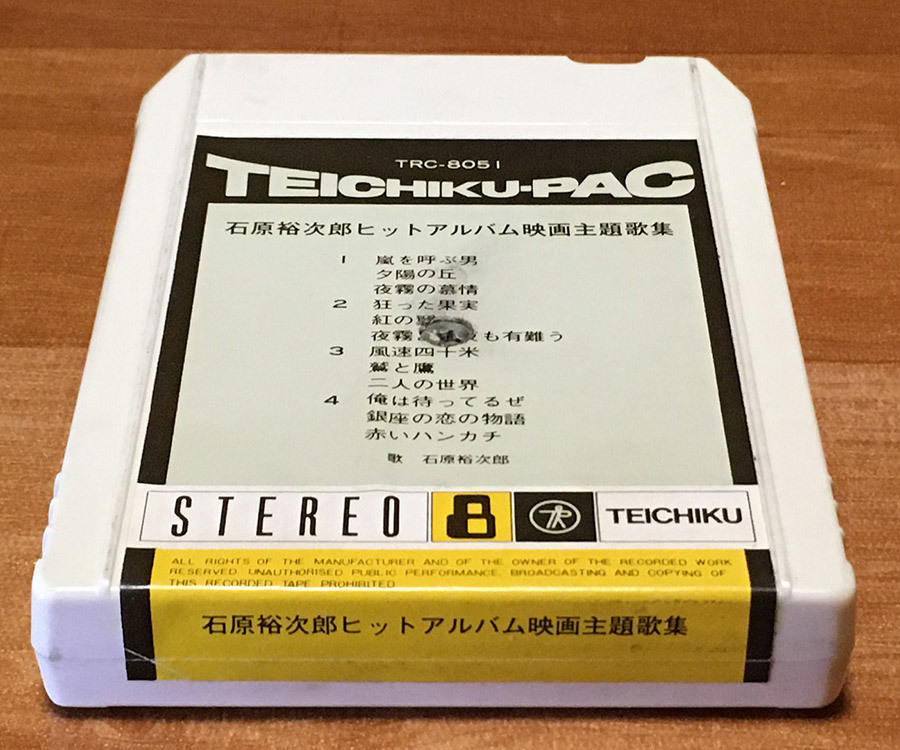 TRC-8051
TEICHIKU-PAC
石原裕次郎ヒットアルバム映画主題歌集
1 嵐を呼ぶ男
夕陽の丘
夜霧の慕情
2 狂った果実
紅の
夜霧よ も有難う
3 風速四十米
鷲と鷹
二人の世界
4 俺は待ってるぜ
銀座の恋の物語
赤いハンカチ
歌 石原裕次郎
STEREO 8 TR TEICHIKU
ALL RIGHTS OF THE MANUFACTURER AND OF THE OWNER OF THE RECORDED WORK
RESERVED. UNAUTHORISED PUBLIC PERFORMANCE, BROADCASTING AND COPYING OF
THIS RECORDED TAPE PROHIBITED
石原裕次郎ヒットアルバム映画主題歌集